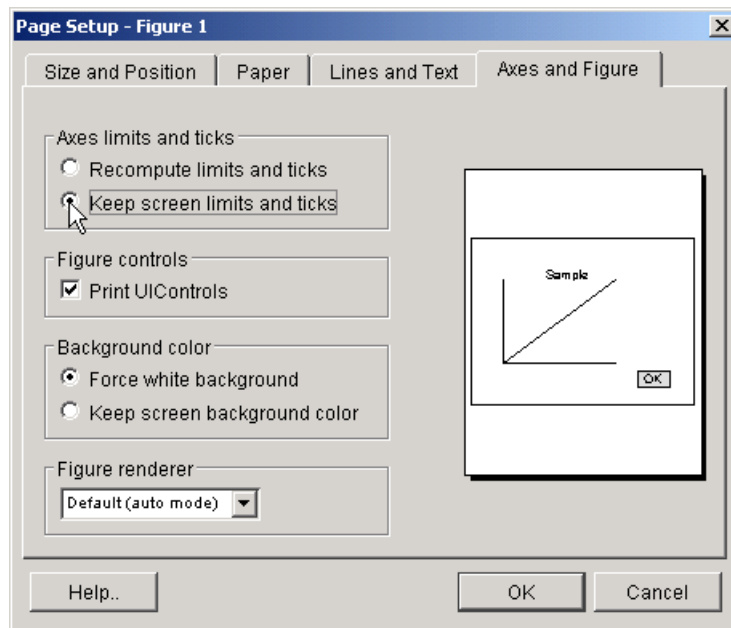 Page Setup - Figure 1
Size and Position
Paper
Lines and Text
Axes and Figure
Axes limits and ticks
Recompute limits and ticks
Keep screen limits and ticks
Figure controls
Print UIControls
Background color
Force white background
Keep screen background color
Figure renderer
Default (auto mode)
Sample
OK
Help..
OK
Cancel